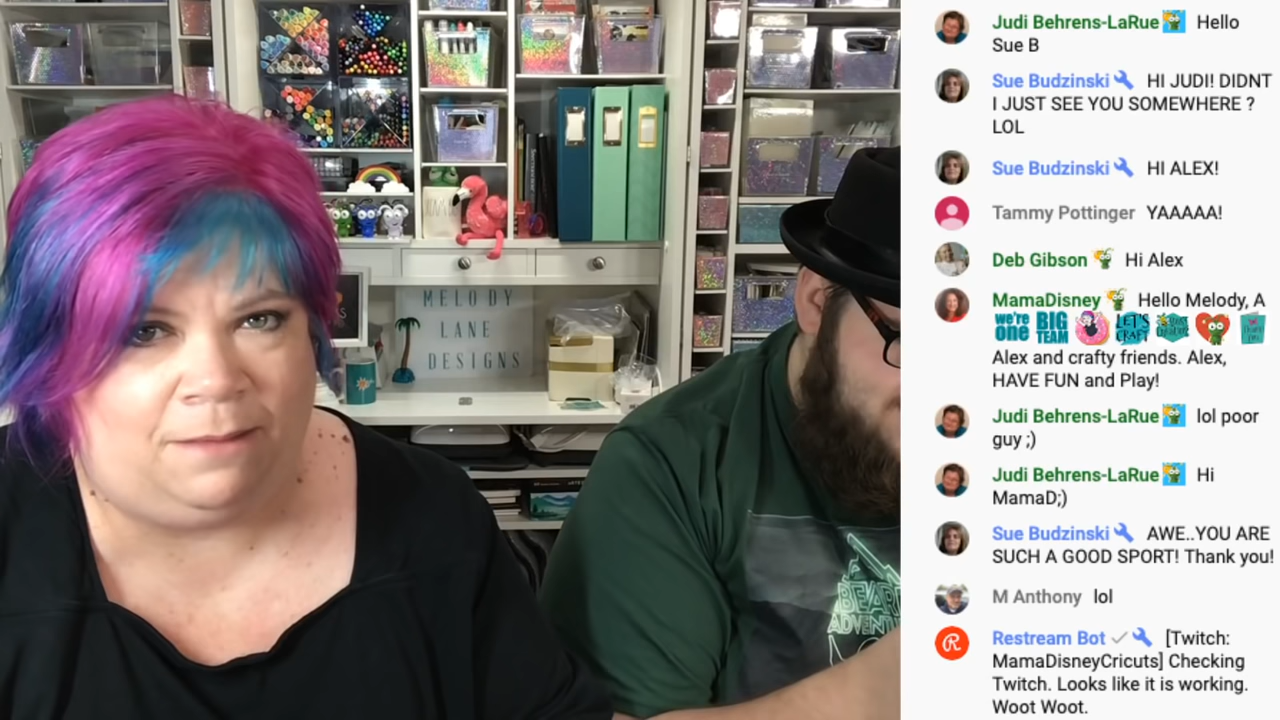 MELODY
LANE
DESIGNS
BEAR
ADVENTU
Judi Behrens-LaRue Hello
Sue B
Sue Budzinski HI JUDI! DIDNT
I JUST SEE YOU SOMEWHERE ?
LOL
Sue Budzinski HI ALEX!
Tammy Pottinger YAAAAA!
Deb Gibson Hi Alex
MamaDisney Hello Melody, A
we're one BIG TEAM LET'S CRAFT
Alex and crafty friends. Alex,
HAVE FUN and Play!
Judi Behrens-LaRue lol poor
guy ;)
Judi Behrens-LaRue Hi
MamaD;)
Sue Budzinski AWE..YOU ARE
SUCH A GOOD SPORT! Thank you!
M Anthony lol
Restream Bot [Twitch:
MamaDisneyCricuts] Checking
Twitch. Looks like it is working.
Woot Woot.